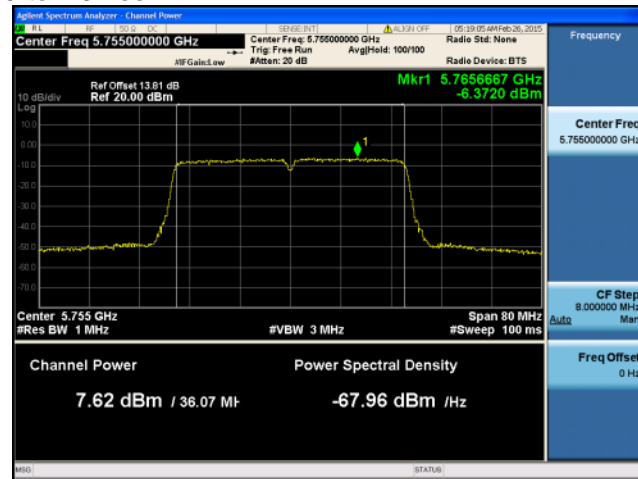 Agilent Spectrum Analyzer - Channel Power
RL RF 50 Ω DC SENSE:INT ALIGN OFF 05:19:05 AM Feb 26, 2015
Center Freq 5.755000000 GHz
Center Freq: 5.755000000 GHz
Radio Std: None
Trig: Free Run Avg|Hold: 100/100
#IFGain:Low #Atten: 20 dB Radio Device: BTS
Ref Offset 13.81 dB
10 dB/div Ref 20.00 dBm
Mkr1 5.7656667 GHz
-6.3720 dBm
Log
10.0
0.00
-10.0
-20.0
-30.0
-40.0
-50.0
-60.0
-70.0
1
Center 5.755 GHz Span 80 MHz
#Res BW 1 MHz #VBW 3 MHz #Sweep 100 ms
Channel Power Power Spectral Density
7.62 dBm / 36.07 MH -67.96 dBm /Hz
MSG STATUS
Frequency
Center Freq
5.755000000 GHz
CF Step
8.000000 MHz
Auto Man
Freq Offset
0 Hz